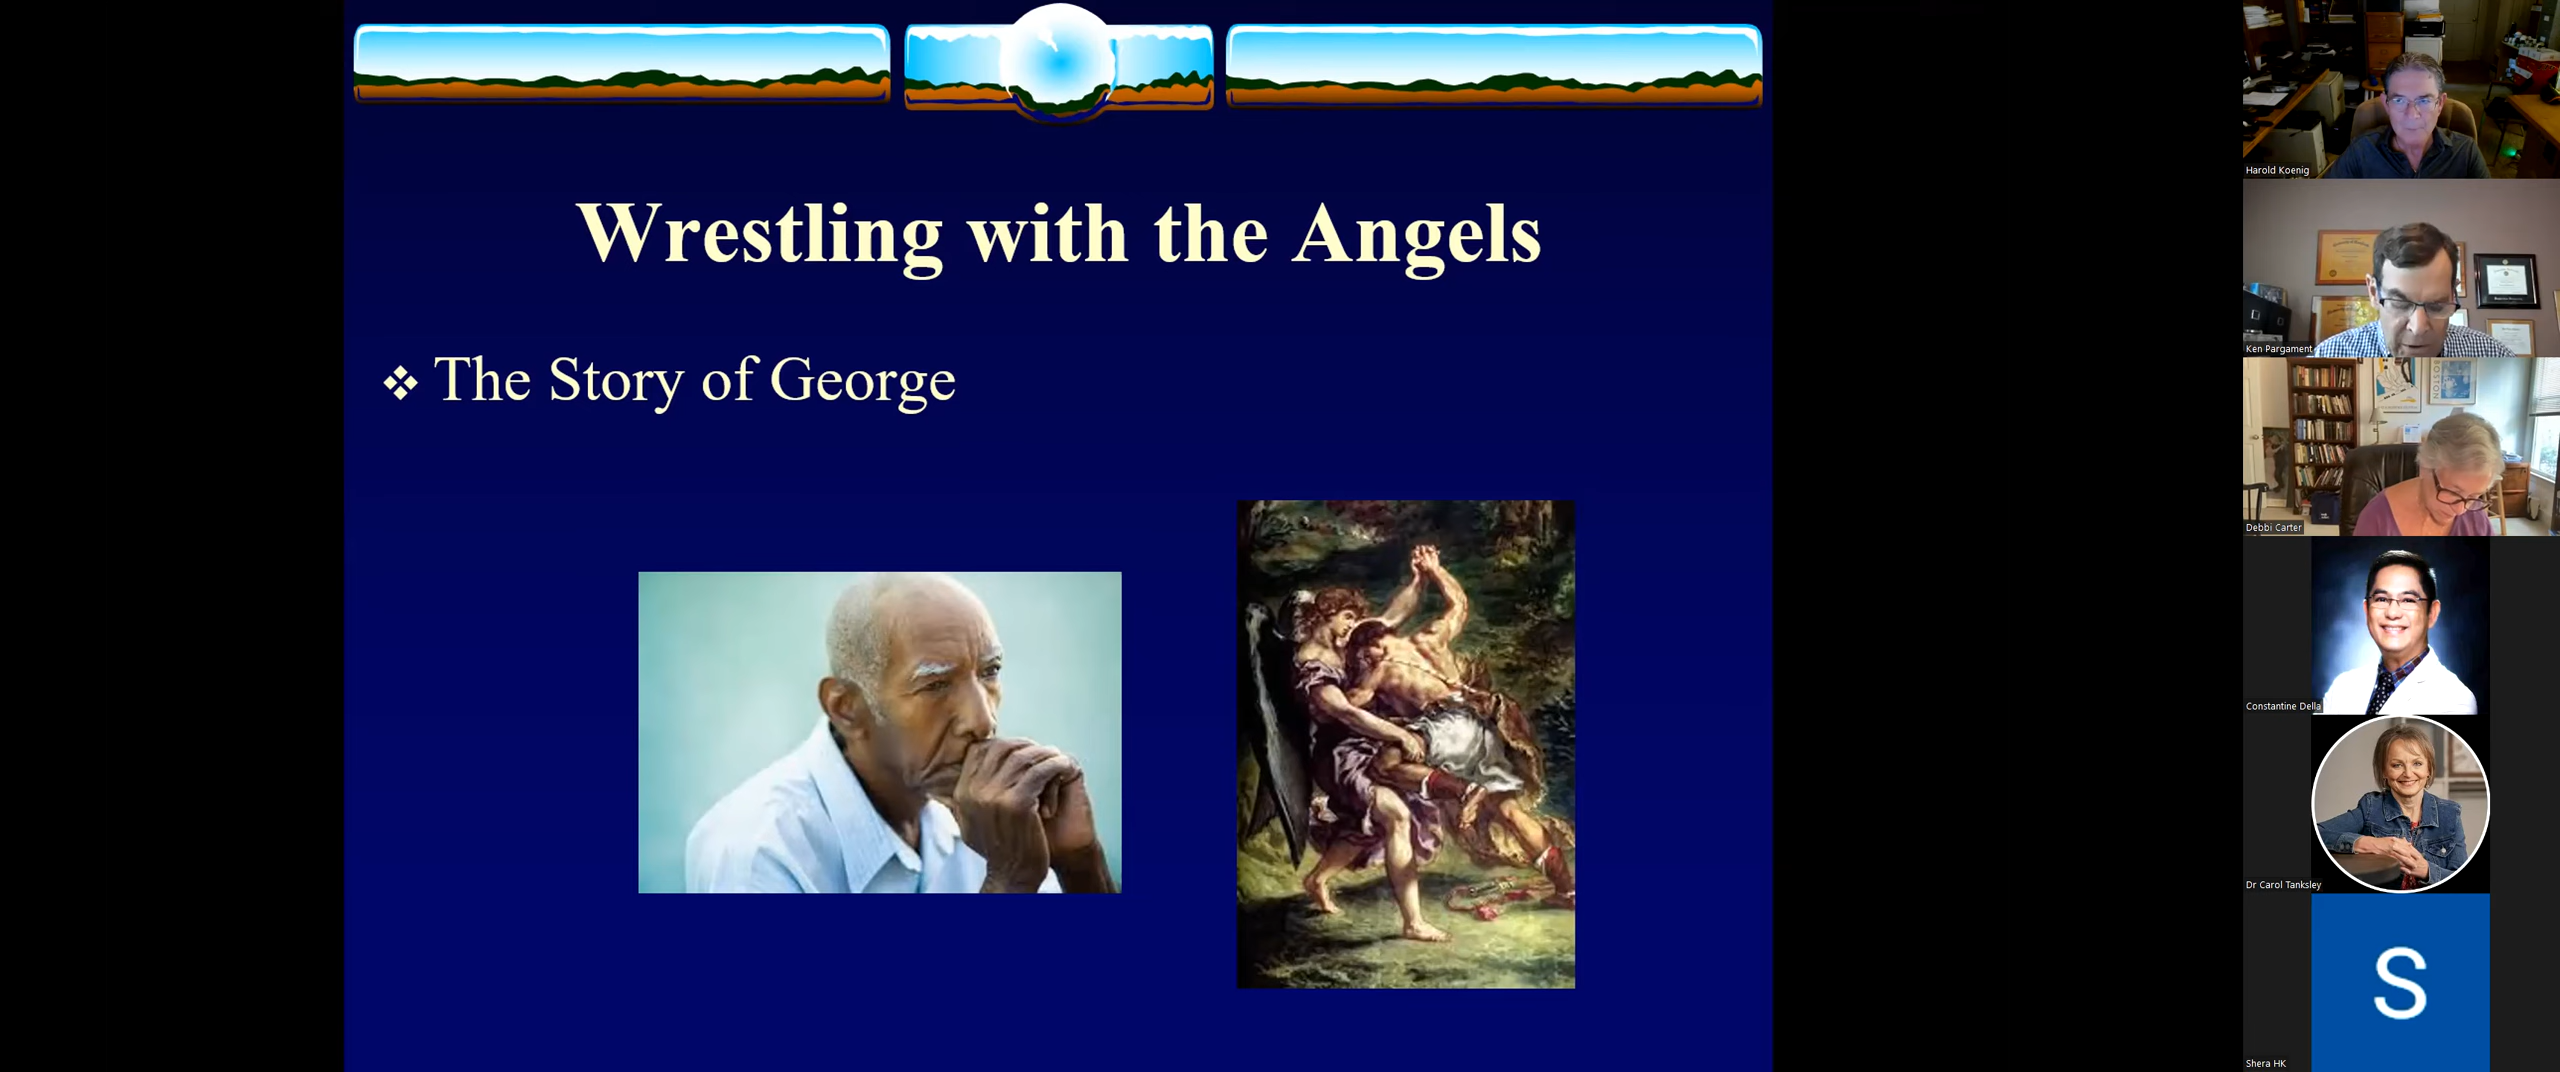 Wrestling with the Angels
❖ The Story of George
Harold Koenig
Ken Pargament
BOSTON
Debbi Carter
Constantine Della
Dr Carol Tanksley
S
Shera HK